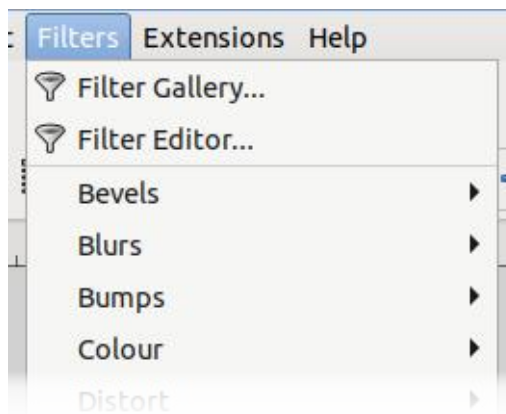 Filters Extensions Help
Filter Gallery...
Filter Editor...
Bevels
Blurs
Bumps
Colour
Distort